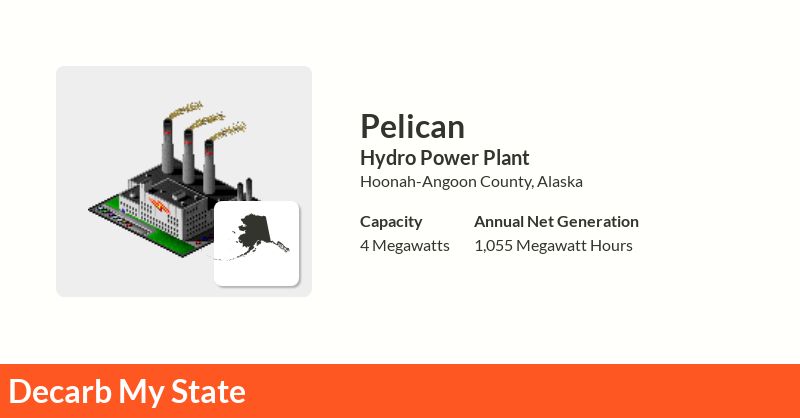 Pelican
Hydro Power Plant
Hoonah-Angoon County, Alaska
Capacity
4 Megawatts
Annual Net Generation
1,055 Megawatt Hours
Decarb My State